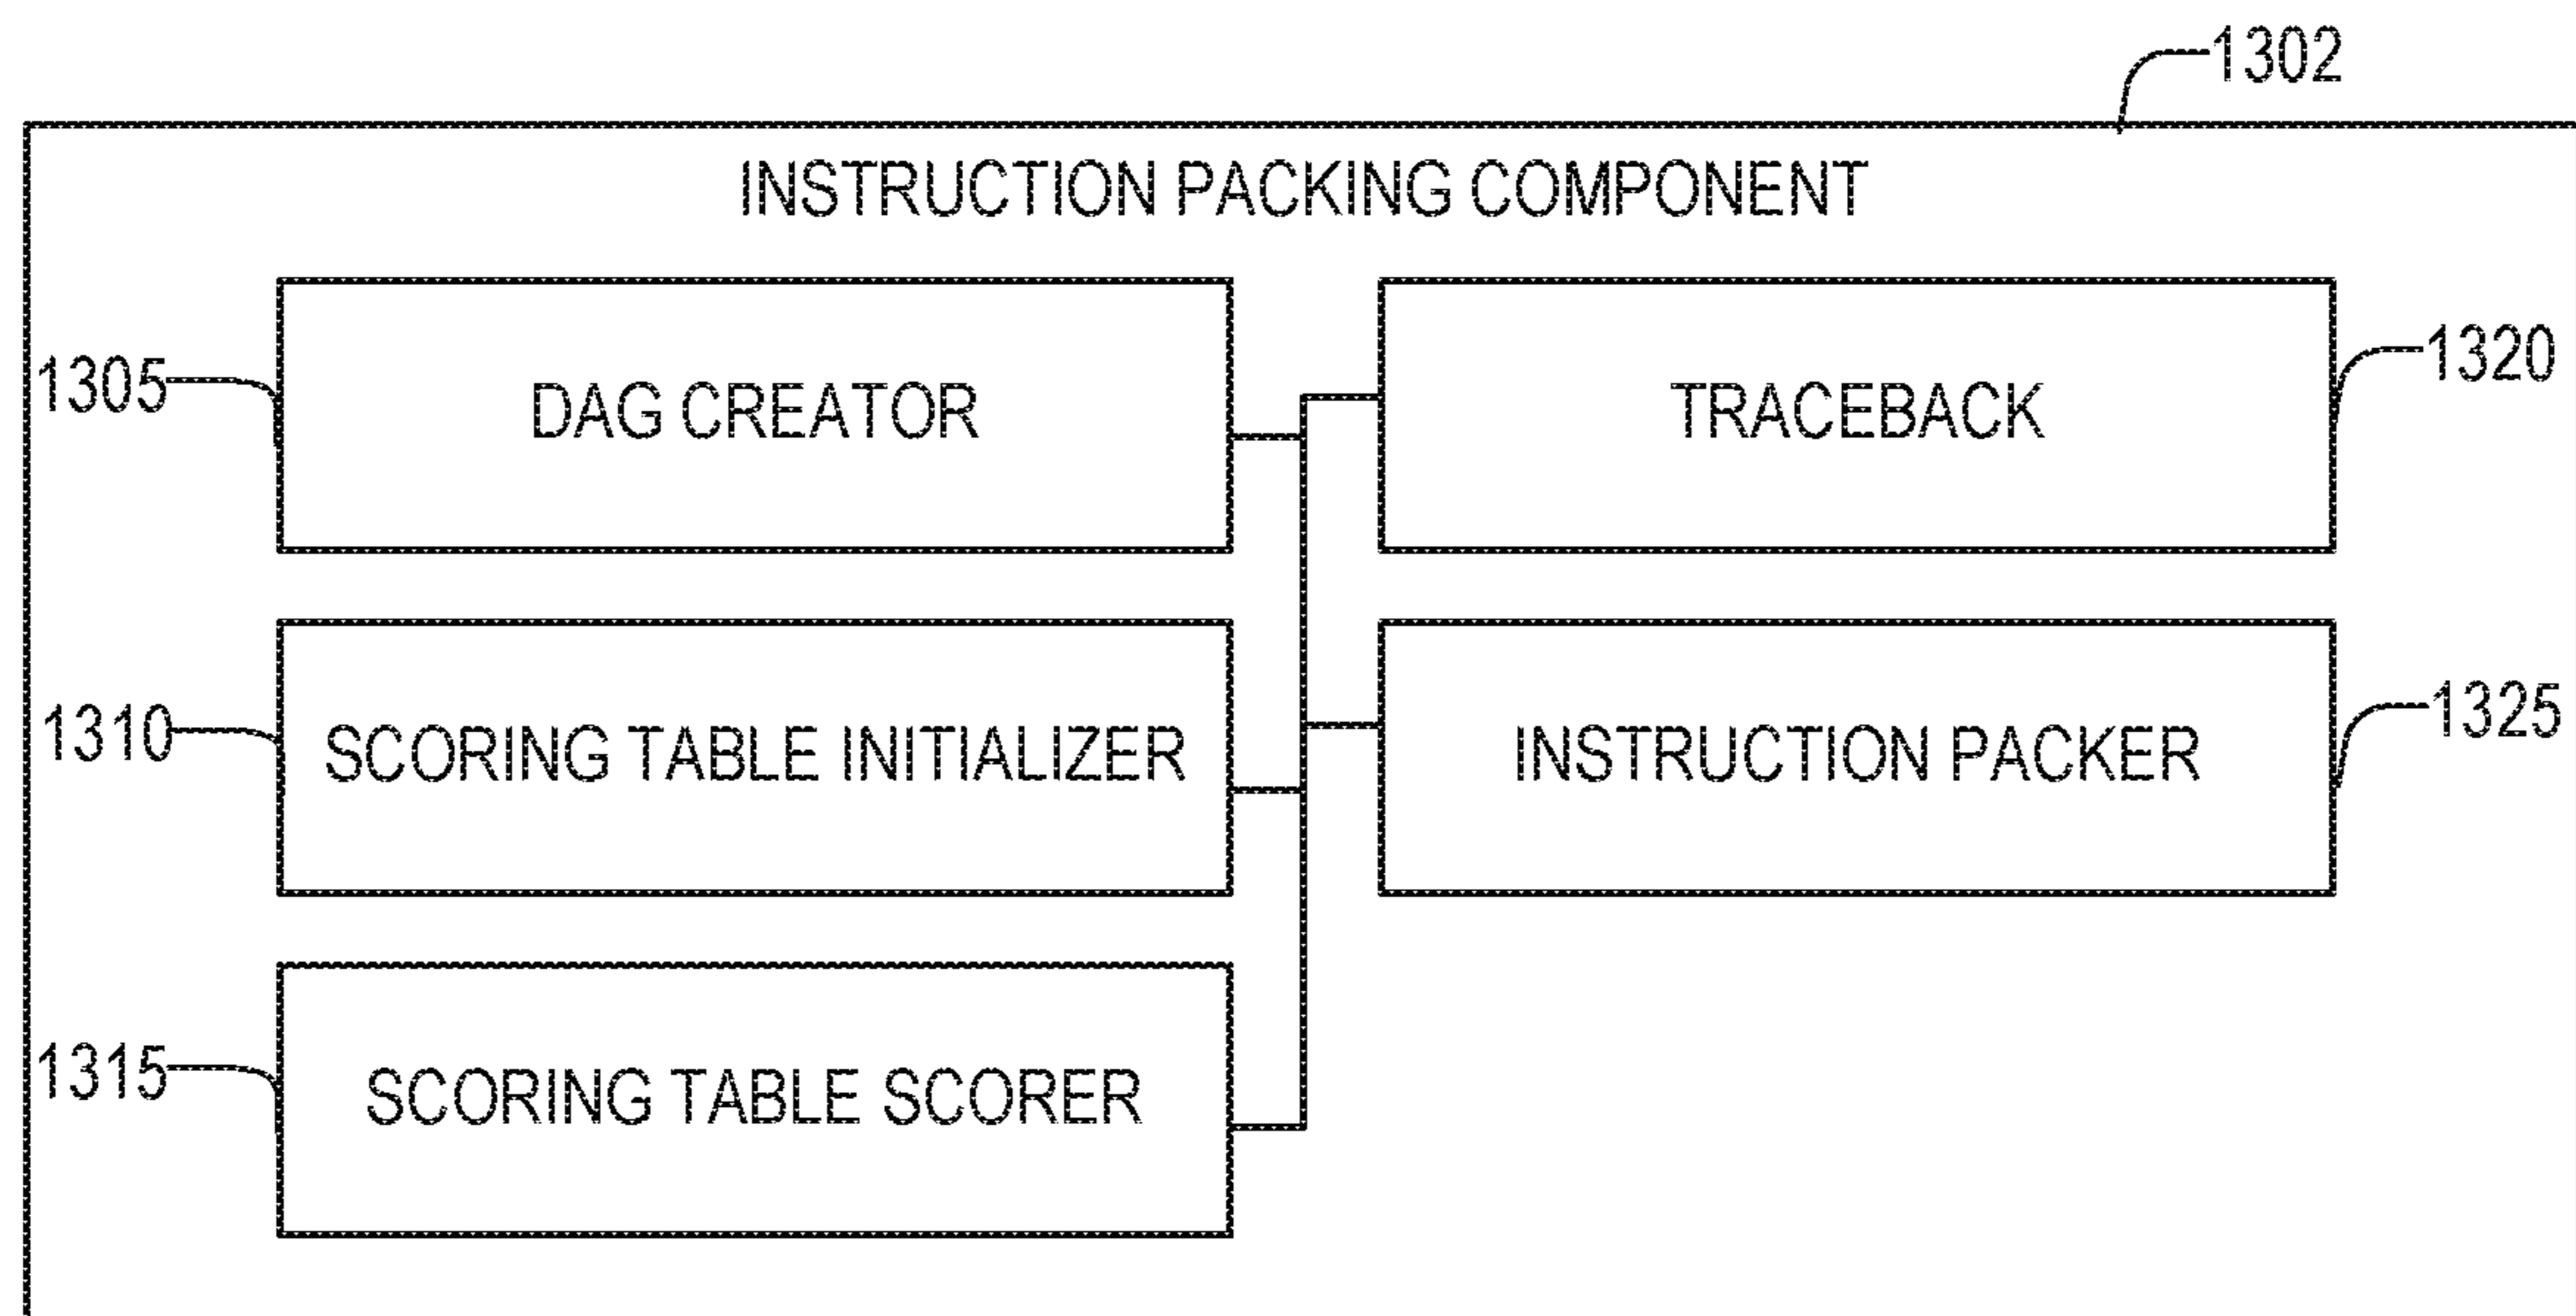 1302
INSTRUCTION PACKING COMPONENT
1305
DAG CREATOR
TRACEBACK
1320
1310
SCORING TABLE INITIALIZER
INSTRUCTION PACKER
1325
1315
SCORING TABLE SCORER